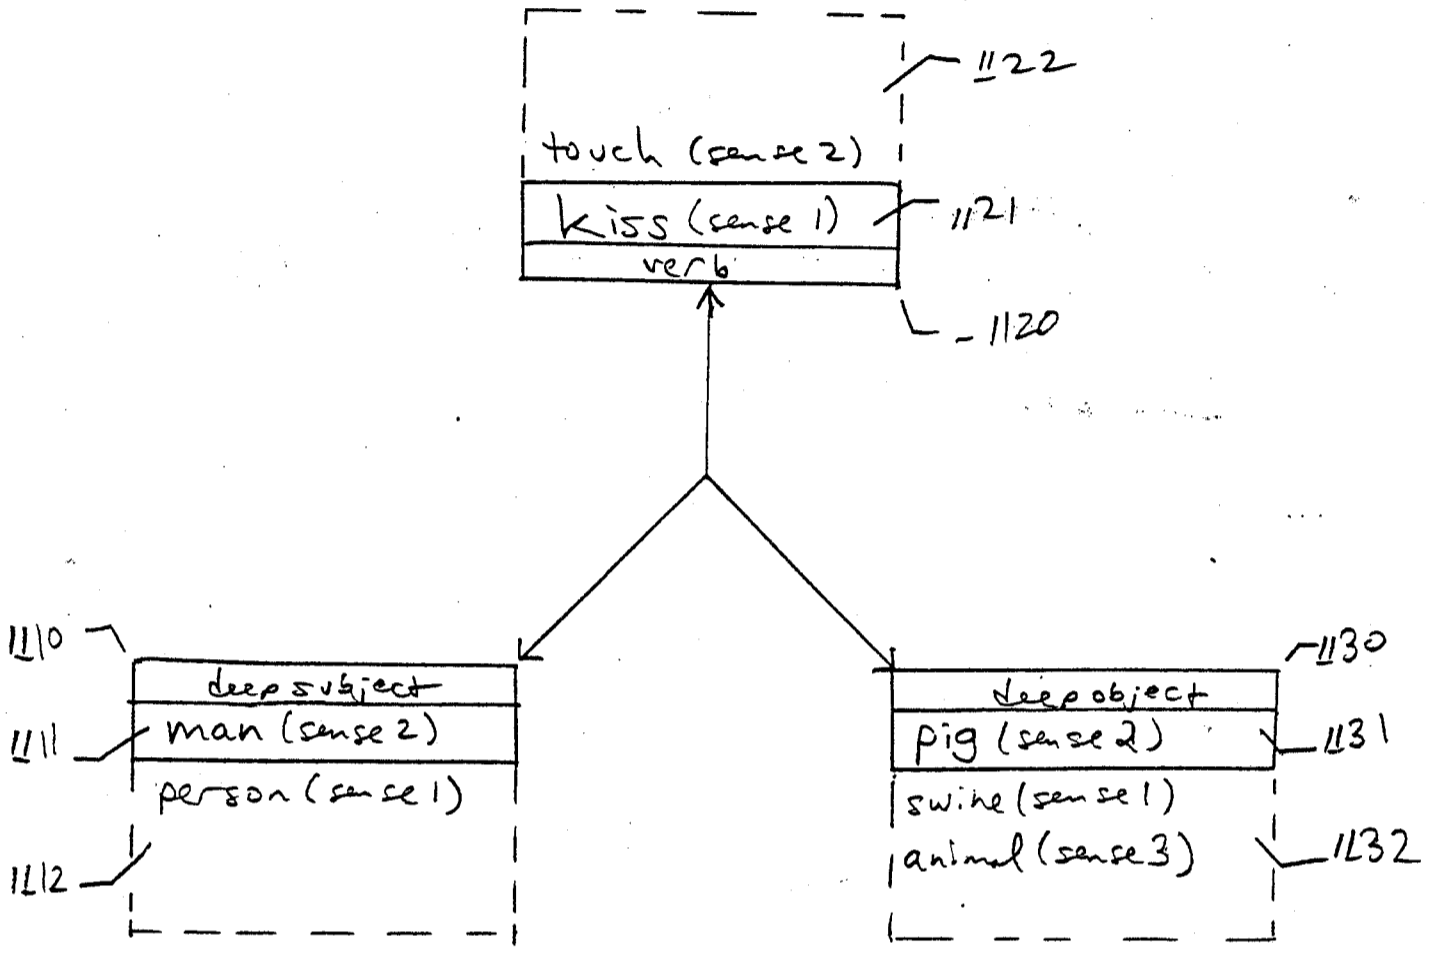 1122
touch (sense 2)
kiss (sense 1)
1121
verb
1120
1110
deep subject
man (sense 2)
1111
person (sense 1)
1112
1130
deep object
pig (sense 2)
1131
swine (sense 1)
animal (sense 3)
1132